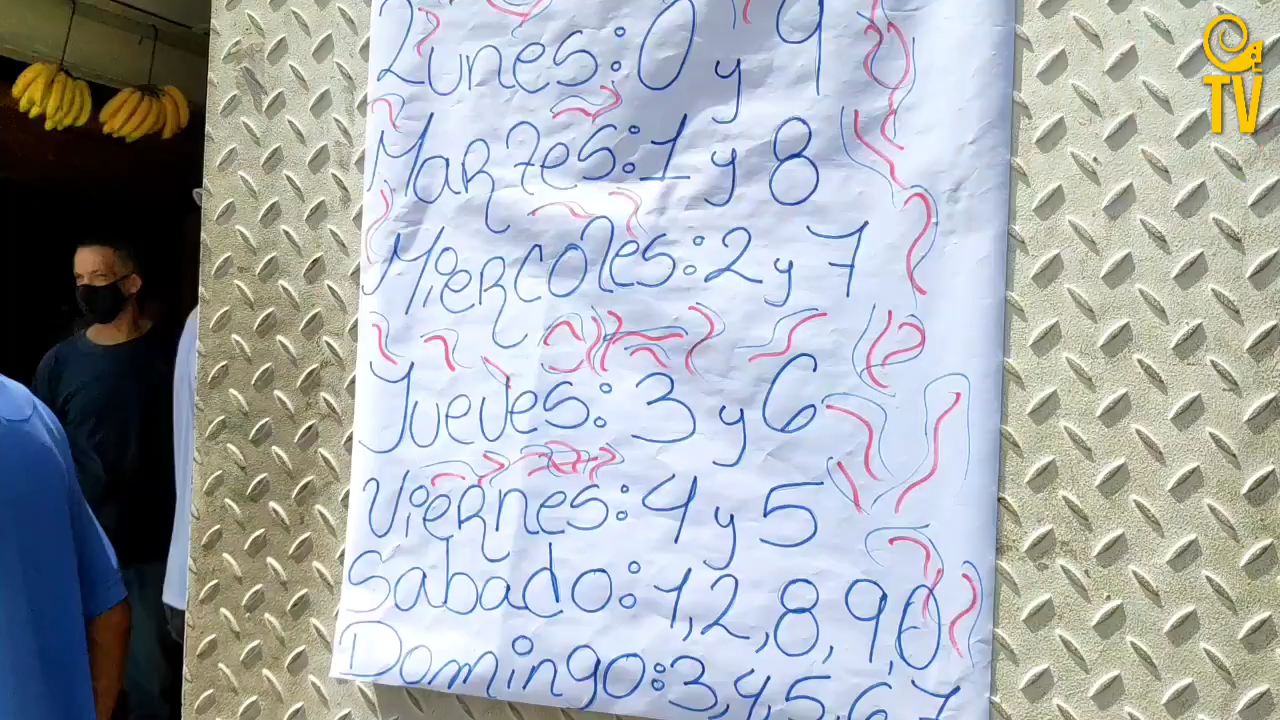 Lunes: 0 y 9
Martes: 1 y 8
Miercoles: 2 y 7
Jueves: 3 y 6
Viernes: 4 y 5
Sabado: 1,2,8,9,0
Domingo: 3,4,5,6,7
TV